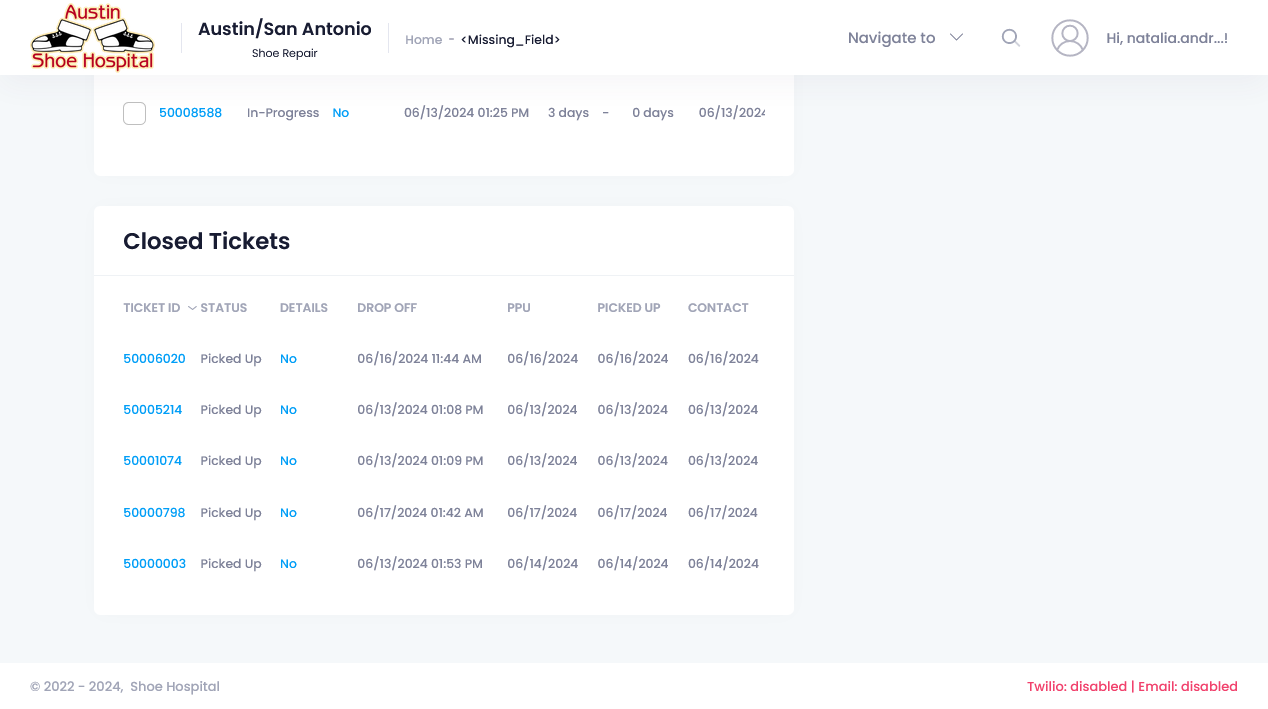 Austin
Shoe Hospital
Austin/San Antonio
Shoe Repair
Home - <Missing_Field>
Navigate to
Hi, natalia.andr...!
50008588 In-Progress No 06/13/2024 01:25 PM 3 days - 0 days 06/13/2024
Closed Tickets
TICKET ID STATUS DETAILS DROP OFF PPU PICKED UP CONTACT
50006020 Picked Up No 06/16/2024 11:44 AM 06/16/2024 06/16/2024 06/16/2024
50005214 Picked Up No 06/13/2024 01:08 PM 06/13/2024 06/13/2024 06/13/2024
50001074 Picked Up No 06/13/2024 01:09 PM 06/13/2024 06/13/2024 06/13/2024
50000798 Picked Up No 06/17/2024 01:42 AM 06/17/2024 06/17/2024 06/17/2024
50000003 Picked Up No 06/13/2024 01:53 PM 06/14/2024 06/14/2024 06/14/2024
© 2022 - 2024, Shoe Hospital
Twilio: disabled | Email: disabled